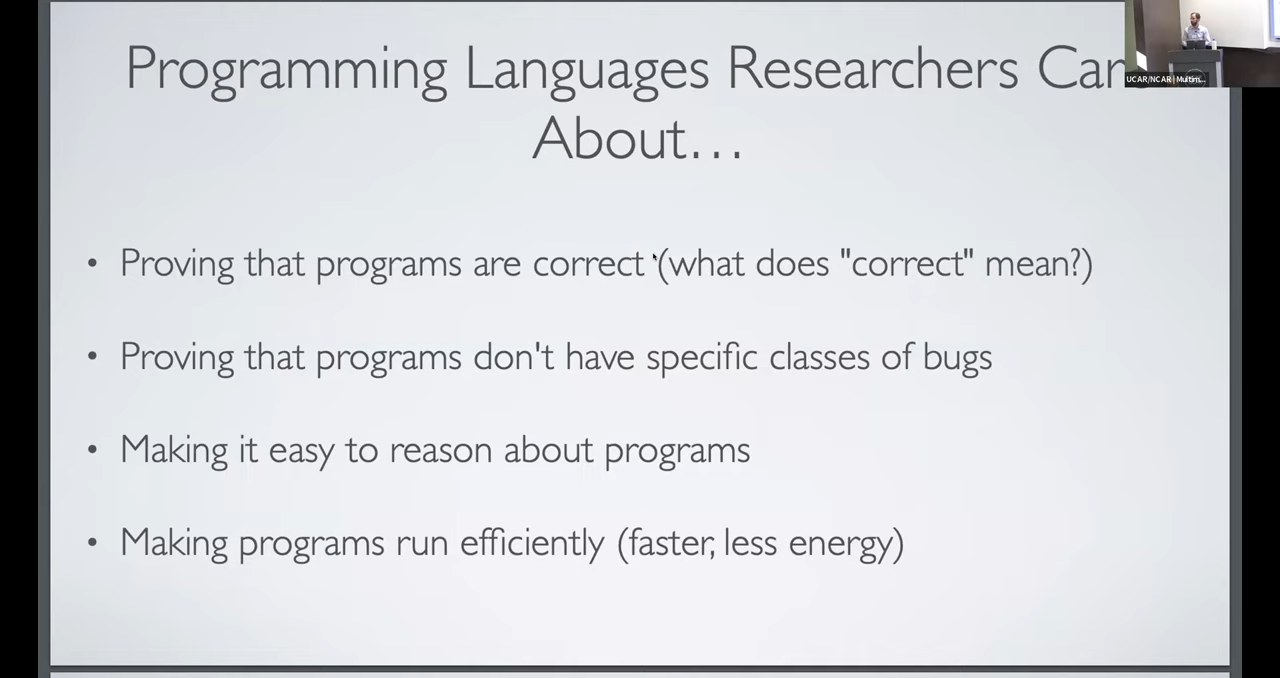 Programming Languages Researchers Car
About…
• Proving that programs are correct (what does "correct" mean?)
• Proving that programs don't have specific classes of bugs
• Making it easy to reason about programs
• Making programs run efficiently (faster, less energy)
UCAR/NCAR | Multim...